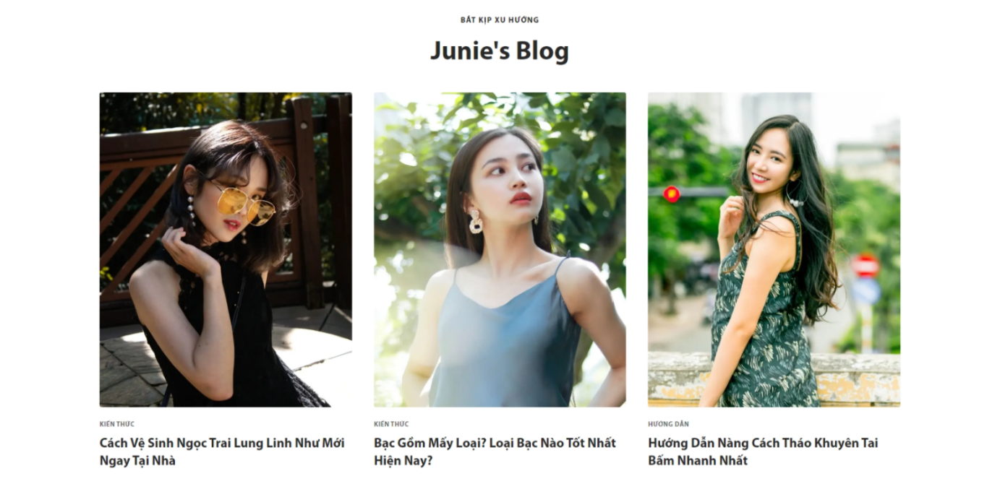 BẮT KỊP XU HƯỚNG
Junie's Blog
KIẾN THỨC
Cách Vệ Sinh Ngọc Trai Lung Linh Như Mới
Ngay Tại Nhà
KIẾN THỨC
Bạc Gồm Mấy Loại? Loại Bạc Nào Tốt Nhất
Hiện Nay?
HƯỚNG DẪN
Hướng Dẫn Nàng Cách Tháo Khuyên Tai
Bấm Nhanh Nhất